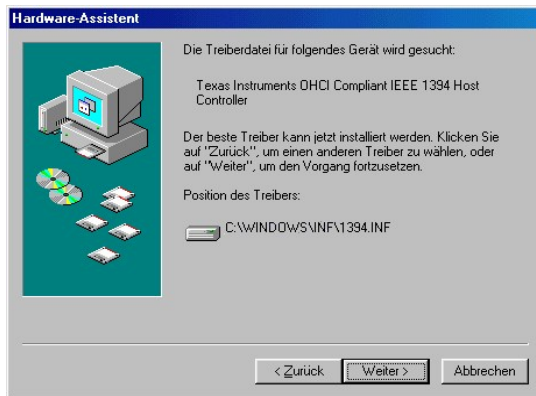 Hardware-Assistent
Die Treiberdatei für folgendes Gerät wird gesucht:
Texas Instruments OHCI Compliant IEEE 1394 Host
Controller
Der beste Treiber kann jetzt installiert werden. Klicken Sie
auf "Zurück", um einen anderen Treiber zu wählen, oder
auf "Weiter", um den Vorgang fortzusetzen.
Position des Treibers:
C:\WINDOWS\INF\1394.INF
< Zurück
Weiter >
Abbrechen